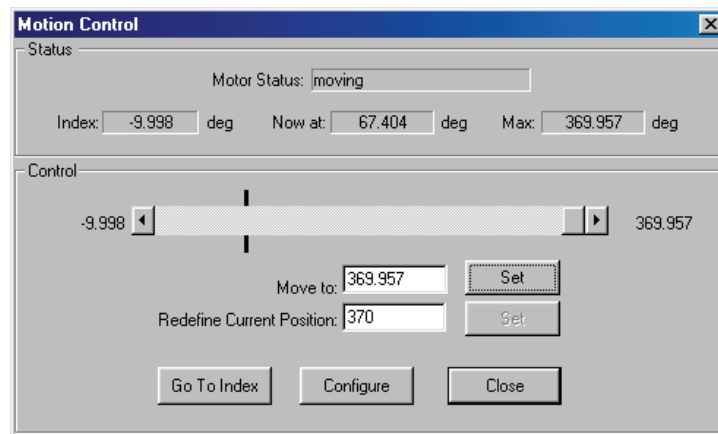 Motion Control
Status
Motor Status: moving
Index: -9.998 deg Now at: 67.404 deg Max: 369.957 deg
Control
-9.998 369.957
Move to: 369.957 Set
Redefine Current Position: 370 Set
Go To Index Configure Close